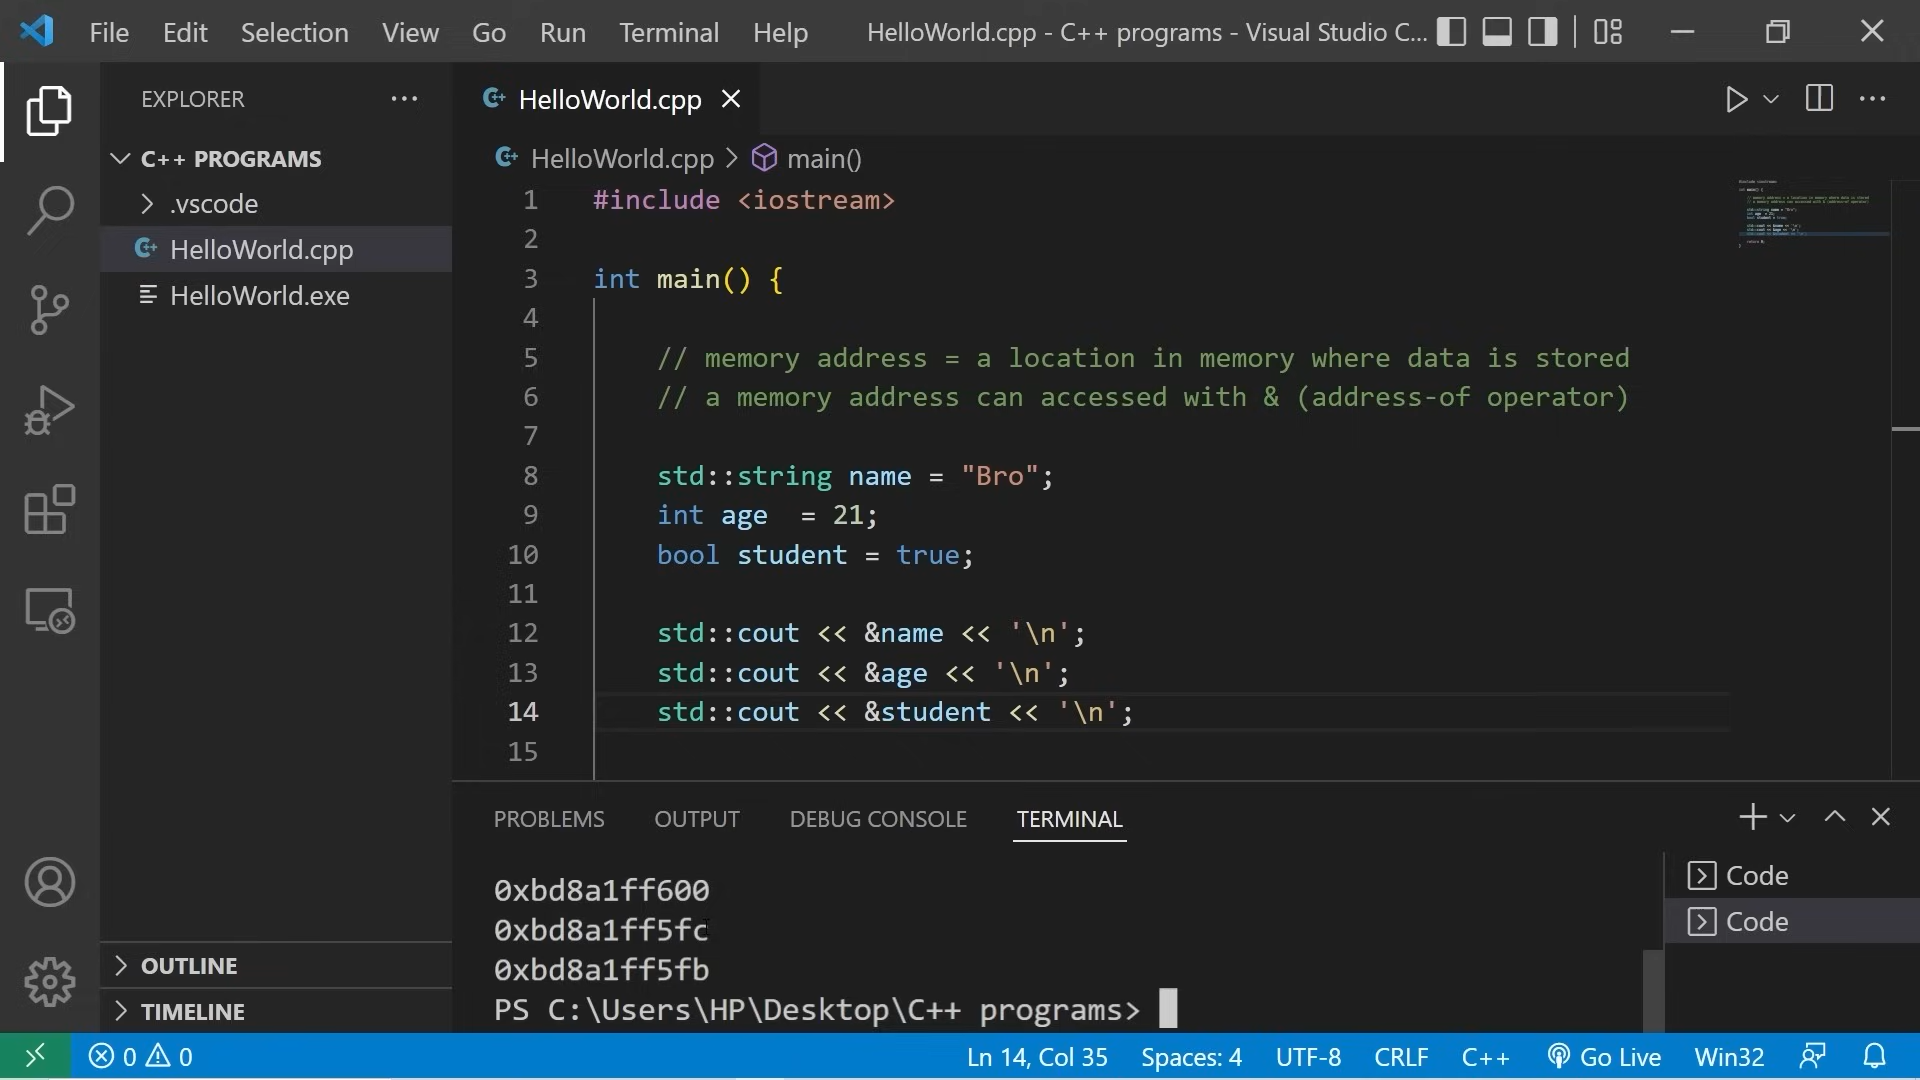 File Edit Selection View Go Run Terminal Help HelloWorld.cpp - C++ programs - Visual Studio C...
EXPLORER
C++ PROGRAMS
.vscode
HelloWorld.cpp
HelloWorld.exe
OUTLINE
TIMELINE
HelloWorld.cpp
HelloWorld.cpp > main()
1 #include <iostream>
2
3 int main() {
4
5 // memory address = a location in memory where data is stored
6 // a memory address can accessed with & (address-of operator)
7
8 std::string name = "Bro";
9 int age  = 21;
10 bool student = true;
11
12 std::cout << &name << '\n';
13 std::cout << &age << '\n';
14 std::cout << &student << '\n';
15
PROBLEMS OUTPUT DEBUG CONSOLE TERMINAL
0xbd8a1ff600
0xbd8a1ff5fc
0xbd8a1ff5fb
PS C:\Users\HP\Desktop\C++ programs>
Code
Code
0 0 Ln 14, Col 35 Spaces: 4 UTF-8 CRLF C++ Go Live Win32